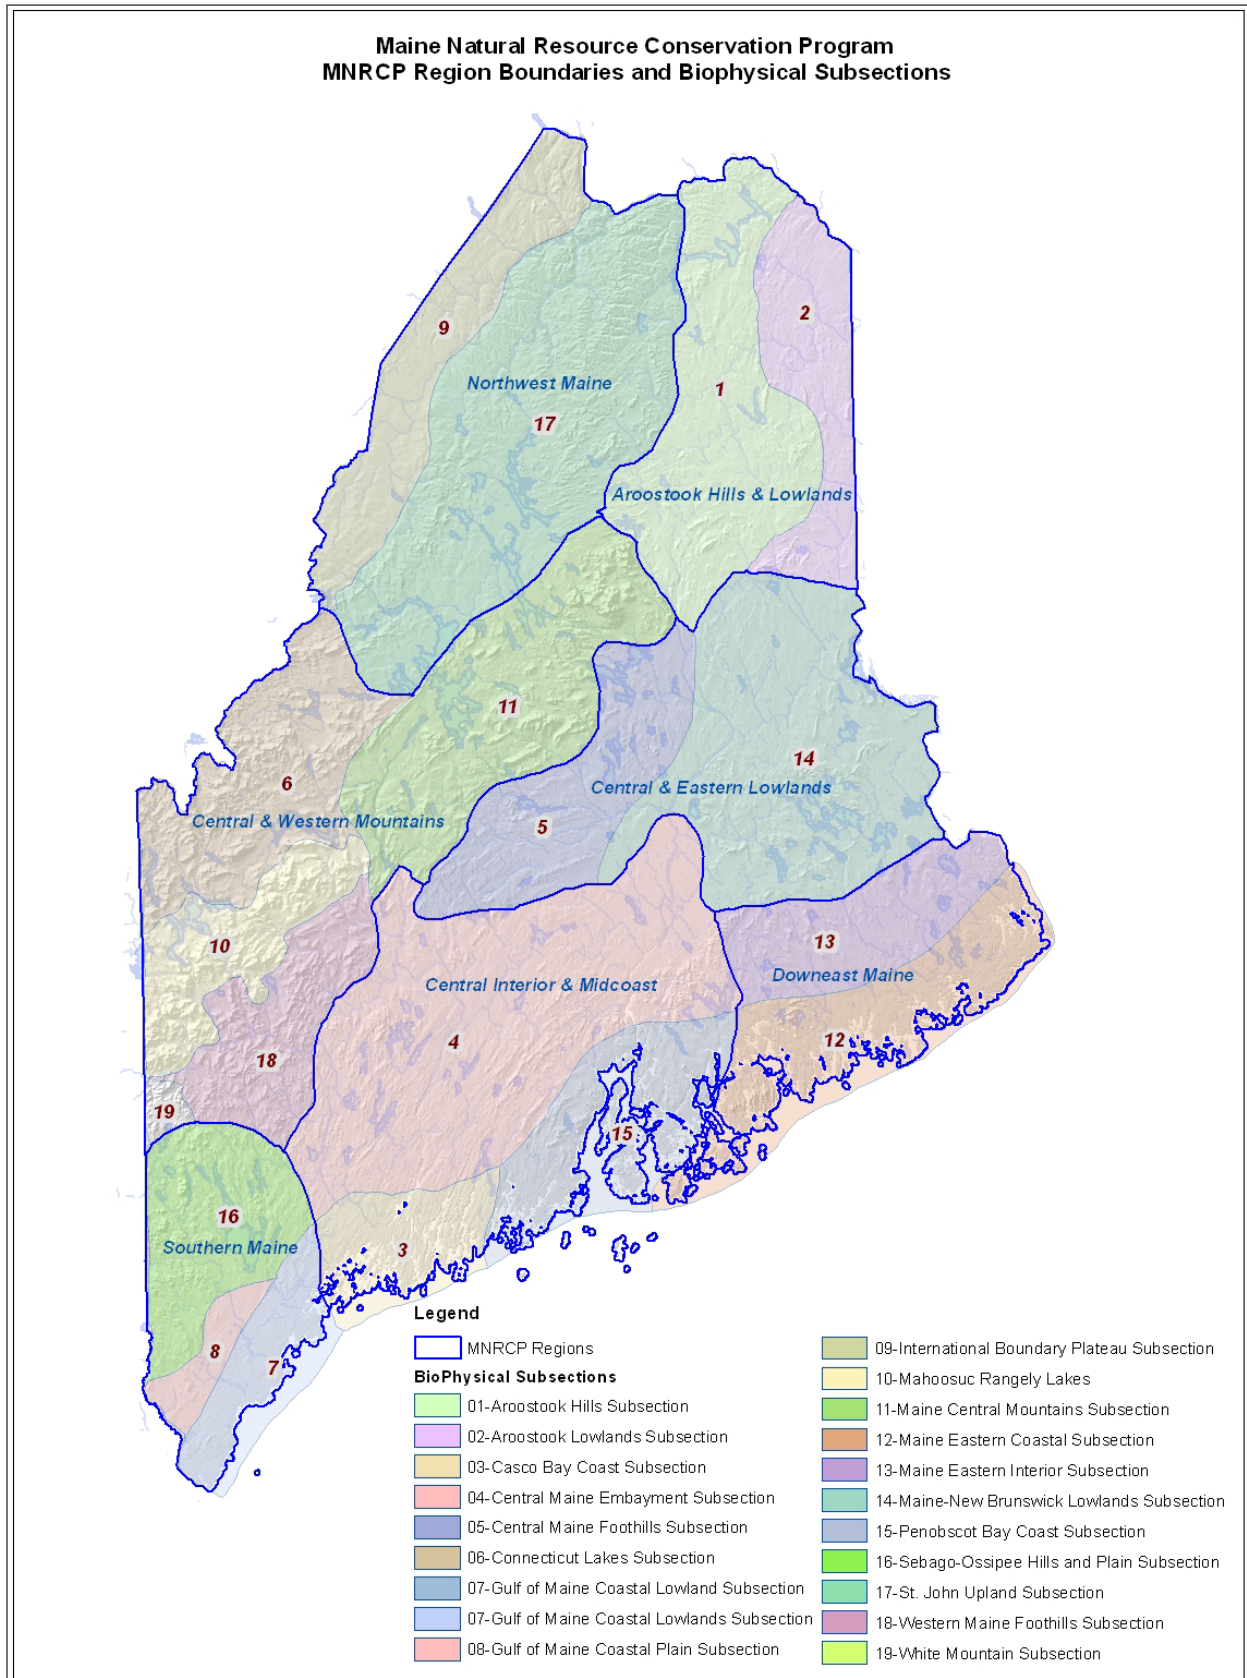 Maine Natural Resource Conservation Program
MNRCP Region Boundaries and Biophysical Subsections
9
2
Northwest Maine
1
17
Aroostook Hills & Lowlands
11
14
6
Central & Eastern Lowlands
Central & Western Mountains
5
10
13
Downeast Maine
Central Interior & Midcoast
4
12
18
19
15
16
Southern Maine
3
8
7
Legend
MNRCP Regions
BioPhysical Subsections
01-Aroostook Hills Subsection
02-Aroostook Lowlands Subsection
03-Casco Bay Coast Subsection
04-Central Maine Embayment Subsection
05-Central Maine Foothills Subsection
06-Connecticut Lakes Subsection
07-Gulf of Maine Coastal Lowland Subsection
07-Gulf of Maine Coastal Lowlands Subsection
08-Gulf of Maine Coastal Plain Subsection
09-International Boundary Plateau Subsection
10-Mahoosuc Rangely Lakes
11-Maine Central Mountains Subsection
12-Maine Eastern Coastal Subsection
13-Maine Eastern Interior Subsection
14-Maine-New Brunswick Lowlands Subsection
15-Penobscot Bay Coast Subsection
16-Sebago-Ossipee Hills and Plain Subsection
17-St. John Upland Subsection
18-Western Maine Foothills Subsection
19-White Mountain Subsection